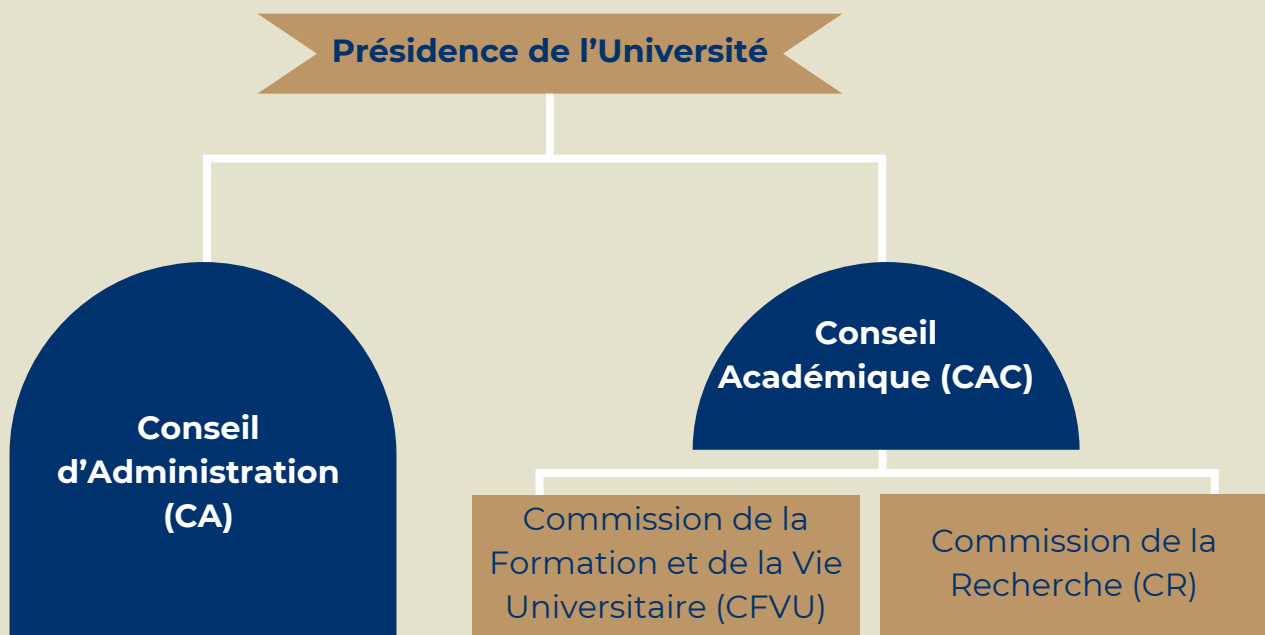 Présidence de l’Université
Conseil
d’Administration
(CA)
Conseil
Académique (CAC)
Commission de la
Formation et de la Vie
Universitaire (CFVU)
Commission de la
Recherche (CR)